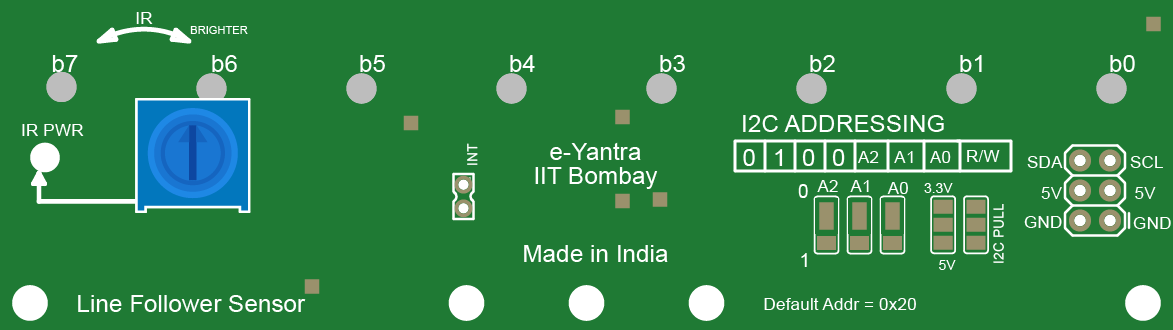 IR
BRIGHTER
b7 b6 b5 b4 b3 b2 b1 b0
IR PWR
INT
e-Yantra
IIT Bombay
Made in India
I2C ADDRESSING
0 1 0 0 A2 A1 A0 R/W
0 A2 A1 A0 3.3V
1 5V
I2C PULL
SDA SCL
5V 5V
GND GND
Line Follower Sensor
Default Addr = 0x20